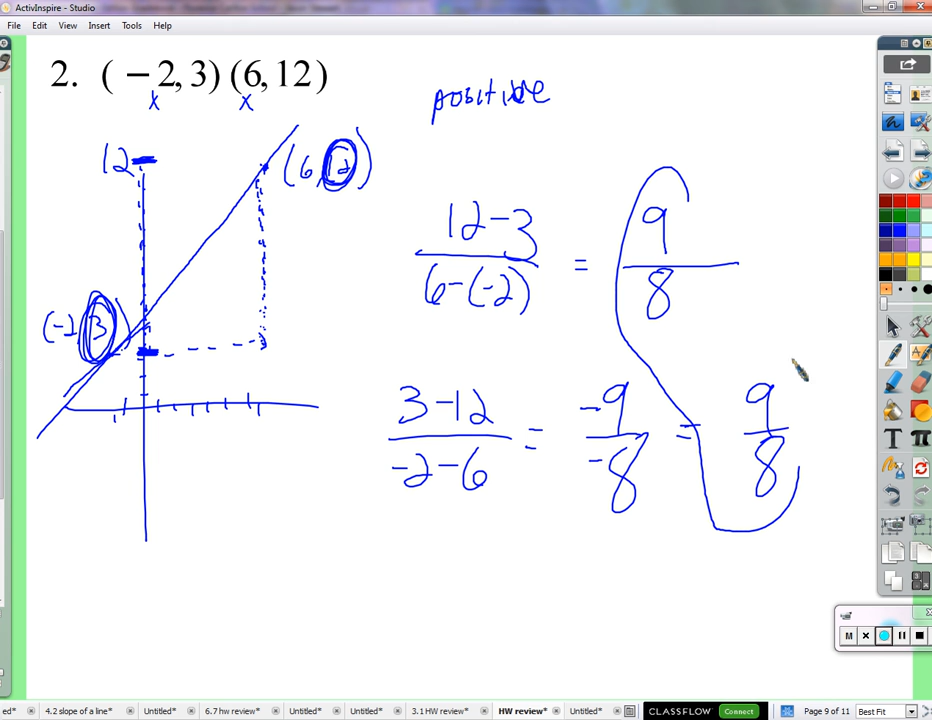 ActivInspire - Studio
File Edit View Insert Tools Help
2. (−2, 3) (6, 12)
x x
positive
12
(6, 12)
(-2, 3)
12-3
6-(-2)
=
9
8
3-12
-2-6
=
-9
-8
=
9
8
M
ed* 4.2 slope of a line* Untitled* 6.7 hw review* Untitled* Untitled* 3.1 HW review* HW review* Untitled* CLASSFLOW Connect Page 9 of 11 Best Fit